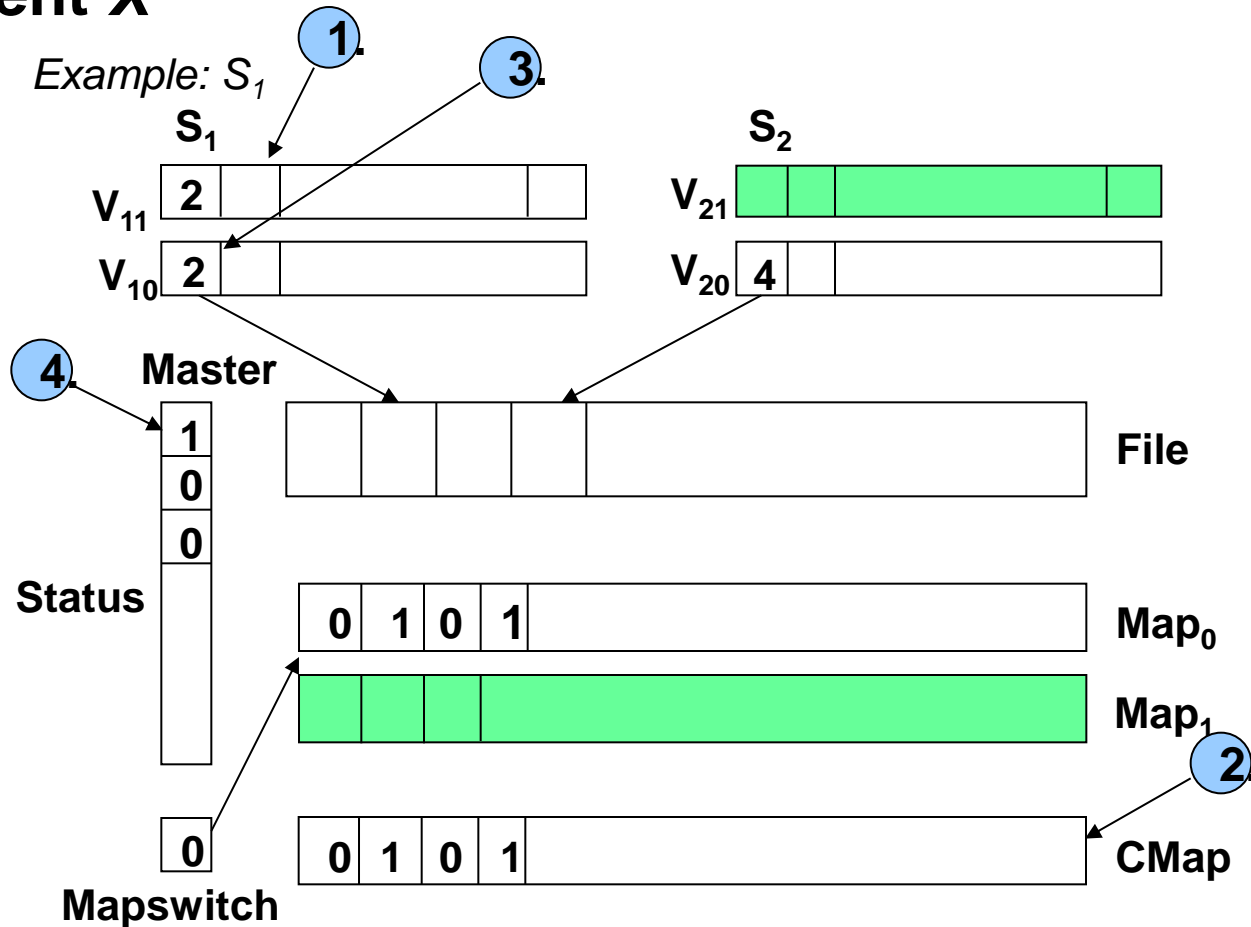 ent X
1.
Example: S₁
3.
S₁
S₂
V₁₁ 2
V₂₁
V₁₀ 2
V₂₀ 4
4.
Master
1
File
0
0
Status
0 1 0 1
Map₀
Map₁
2.
0
0 1 0 1
CMap
Mapswitch